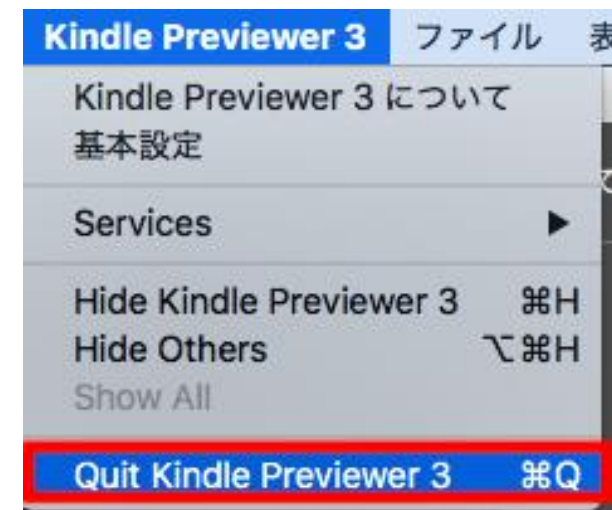 Kindle Previewer 3 ファイル 表
Kindle Previewer 3 について
基本設定
Services ▶
Hide Kindle Previewer 3 ⌘H
Hide Others ⌥⌘H
Show All
Quit Kindle Previewer 3 ⌘Q